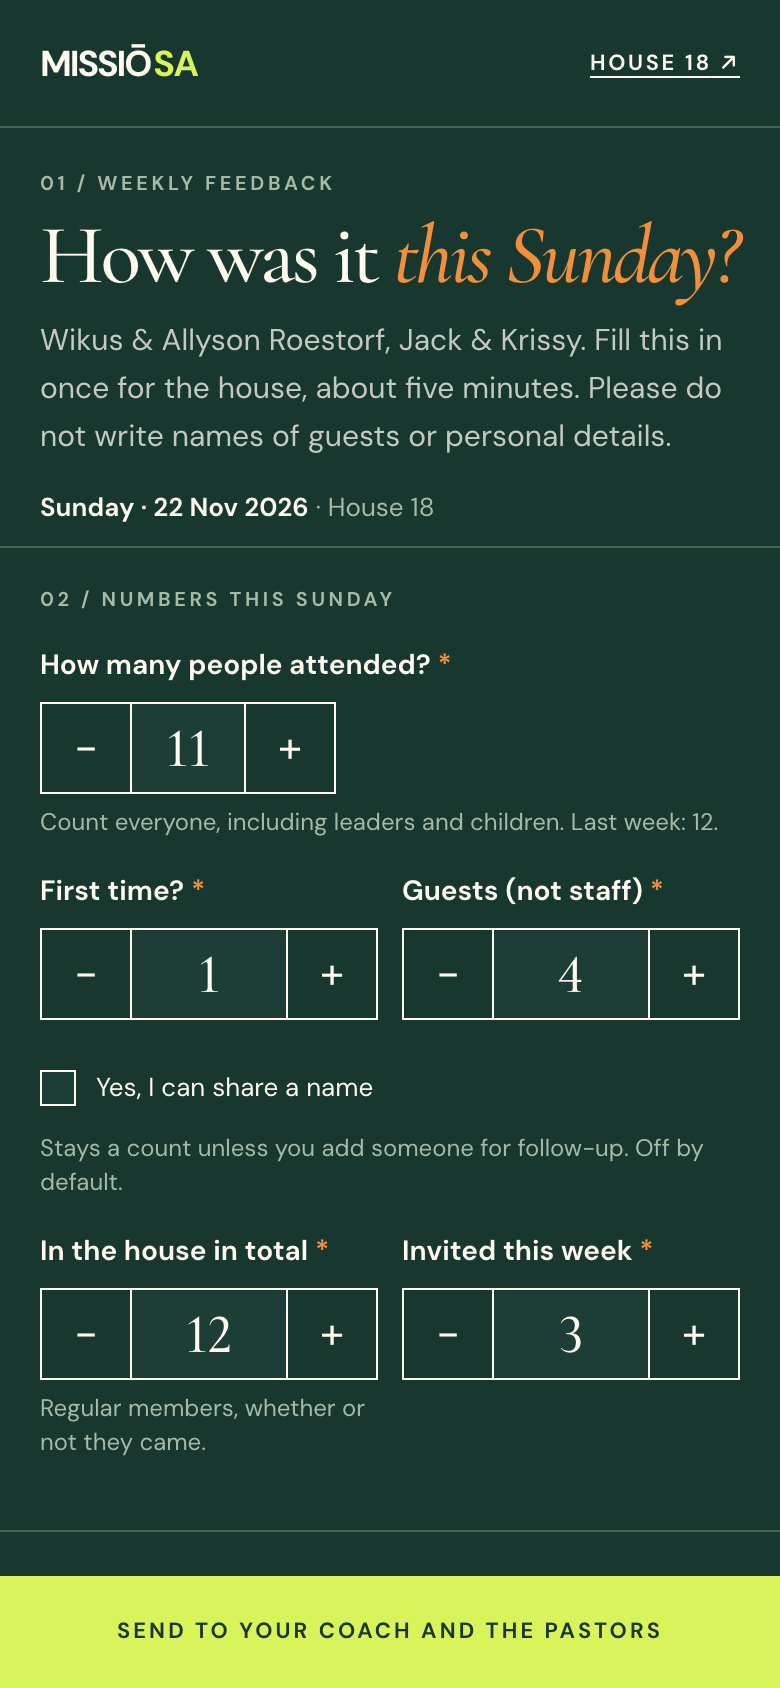 MISSIŌSA
HOUSE 18 ↗
01 / WEEKLY FEEDBACK
How was it this Sunday?
Wikus & Allyson Roestorf, Jack & Krissy. Fill this in
once for the house, about five minutes. Please do
not write names of guests or personal details.
Sunday · 22 Nov 2026 · House 18
02 / NUMBERS THIS SUNDAY
How many people attended? *
− 11 +
Count everyone, including leaders and children. Last week: 12.
First time? * Guests (not staff) *
− 1 + − 4 +
Yes, I can share a name
Stays a count unless you add someone for follow-up. Off by
default.
In the house in total * Invited this week *
− 12 + − 3 +
Regular members, whether or
not they came.
SEND TO YOUR COACH AND THE PASTORS